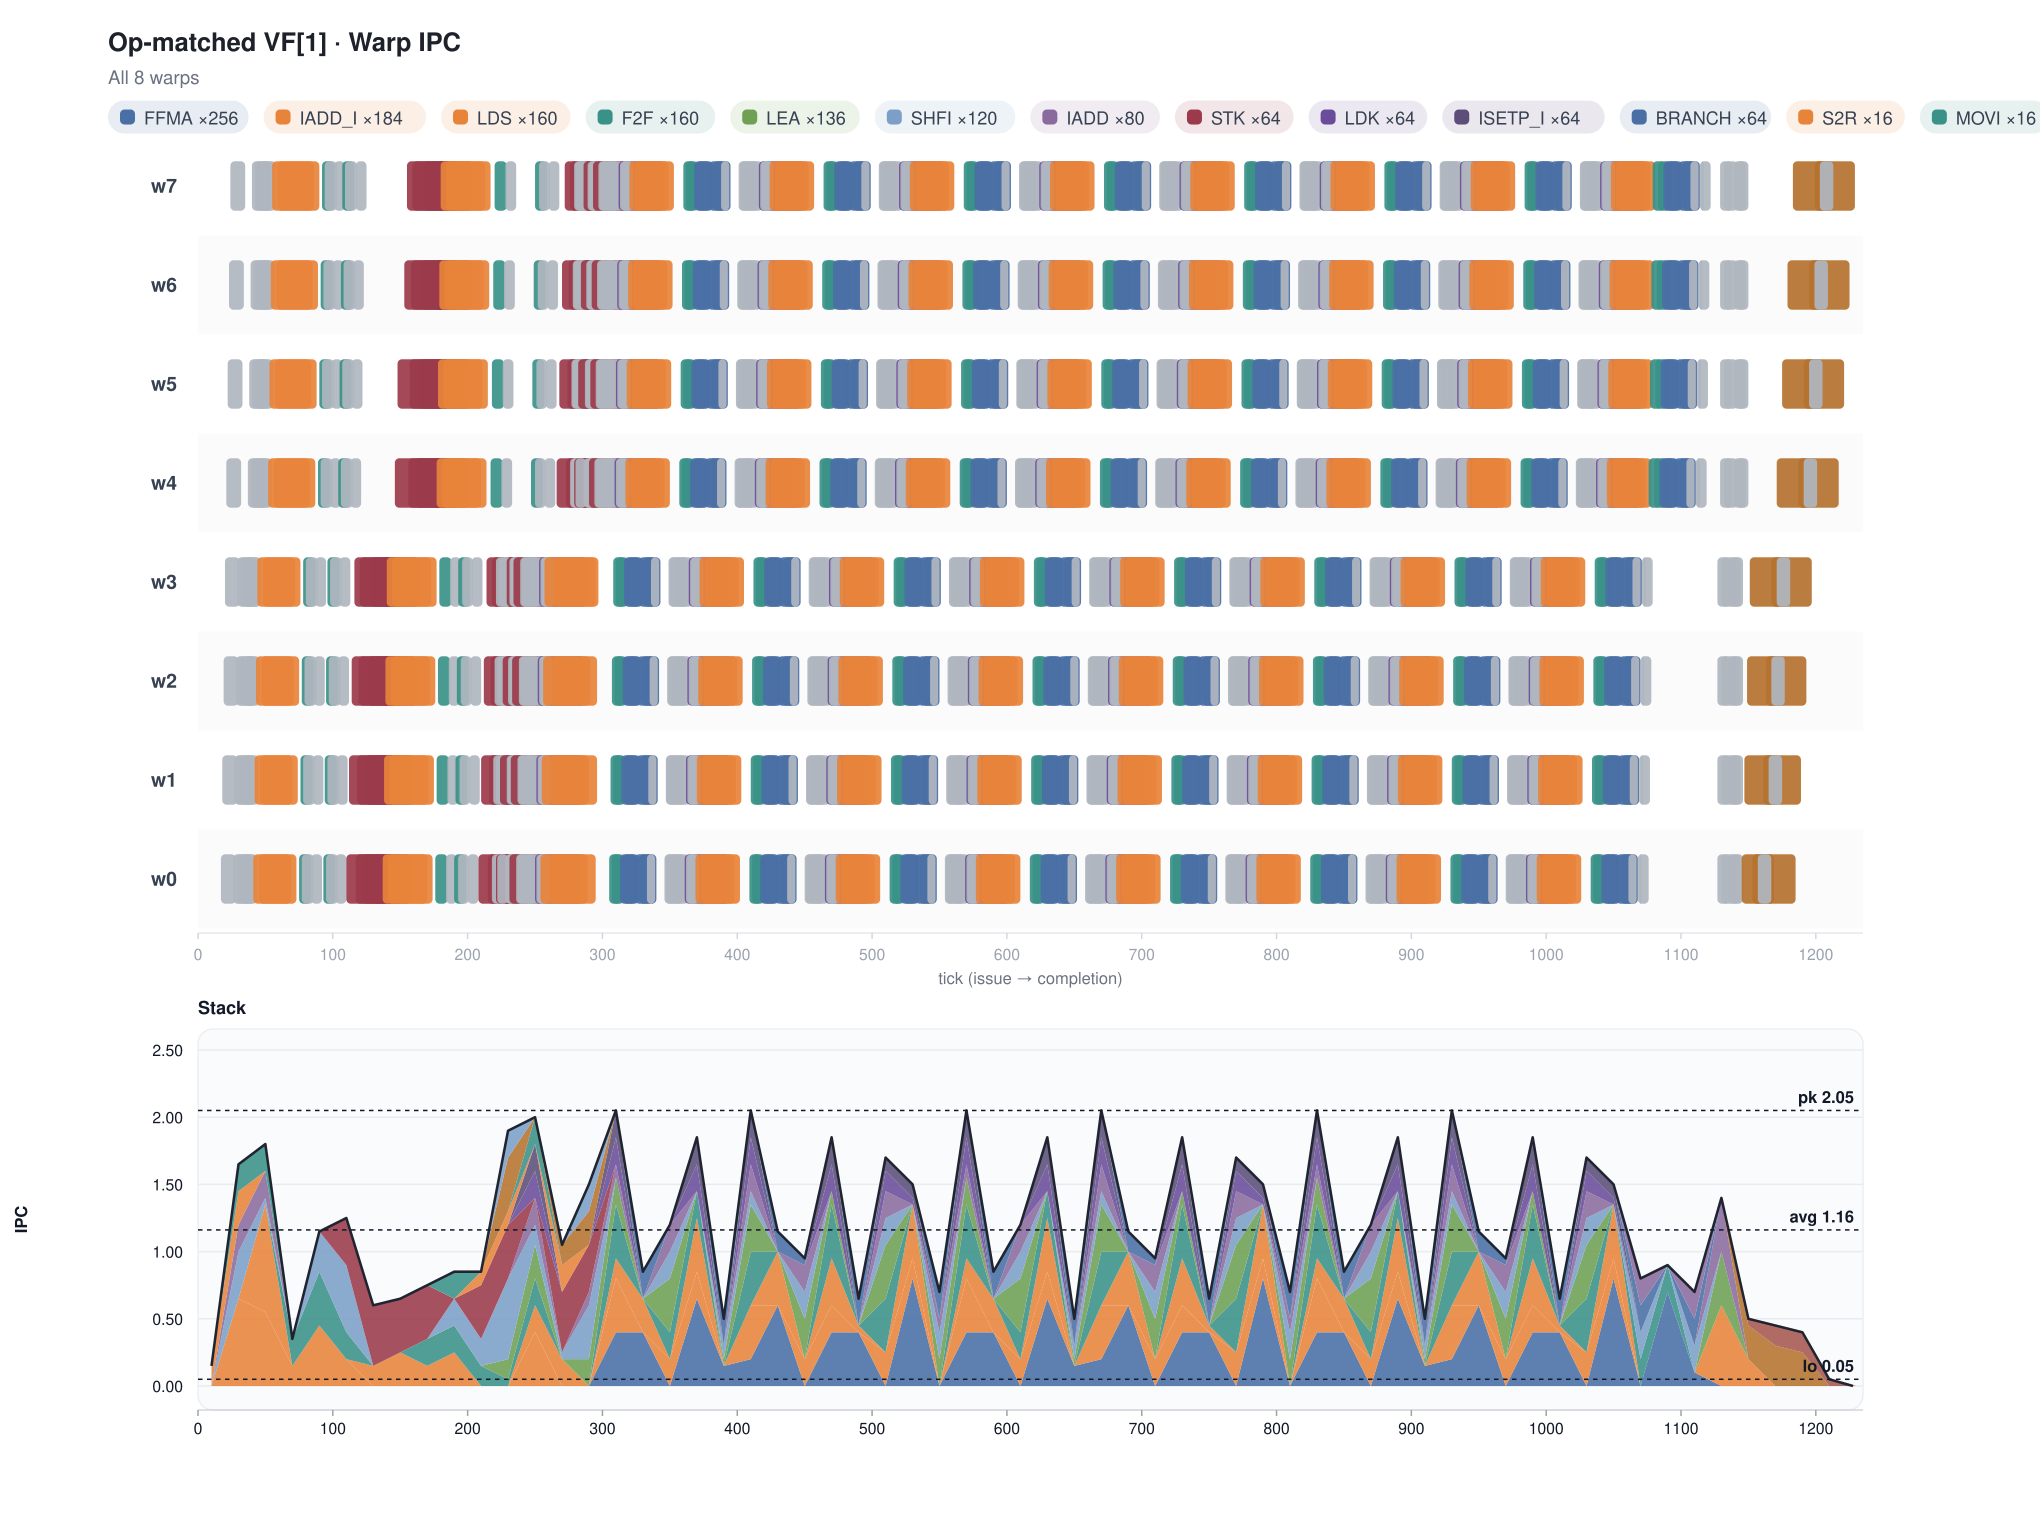 Op-matched VF[1] · Warp IPC
All 8 warps
FFMA ×256 IADD_I ×184 LDS ×160 F2F ×160 LEA ×136 SHFI ×120 IADD ×80 STK ×64 LDK ×64 ISETP_I ×64 BRANCH ×64 S2R ×16 MOVI ×16
w7
w6
w5
w4
w3
w2
w1
w0
0 100 200 300 400 500 600 700 800 900 1000 1100 1200
tick (issue → completion)
Stack
2.50
2.00
1.50
1.00
0.50
0.00
pk 2.05
avg 1.16
lo 0.05
IPC
0 100 200 300 400 500 600 700 800 900 1000 1100 1200